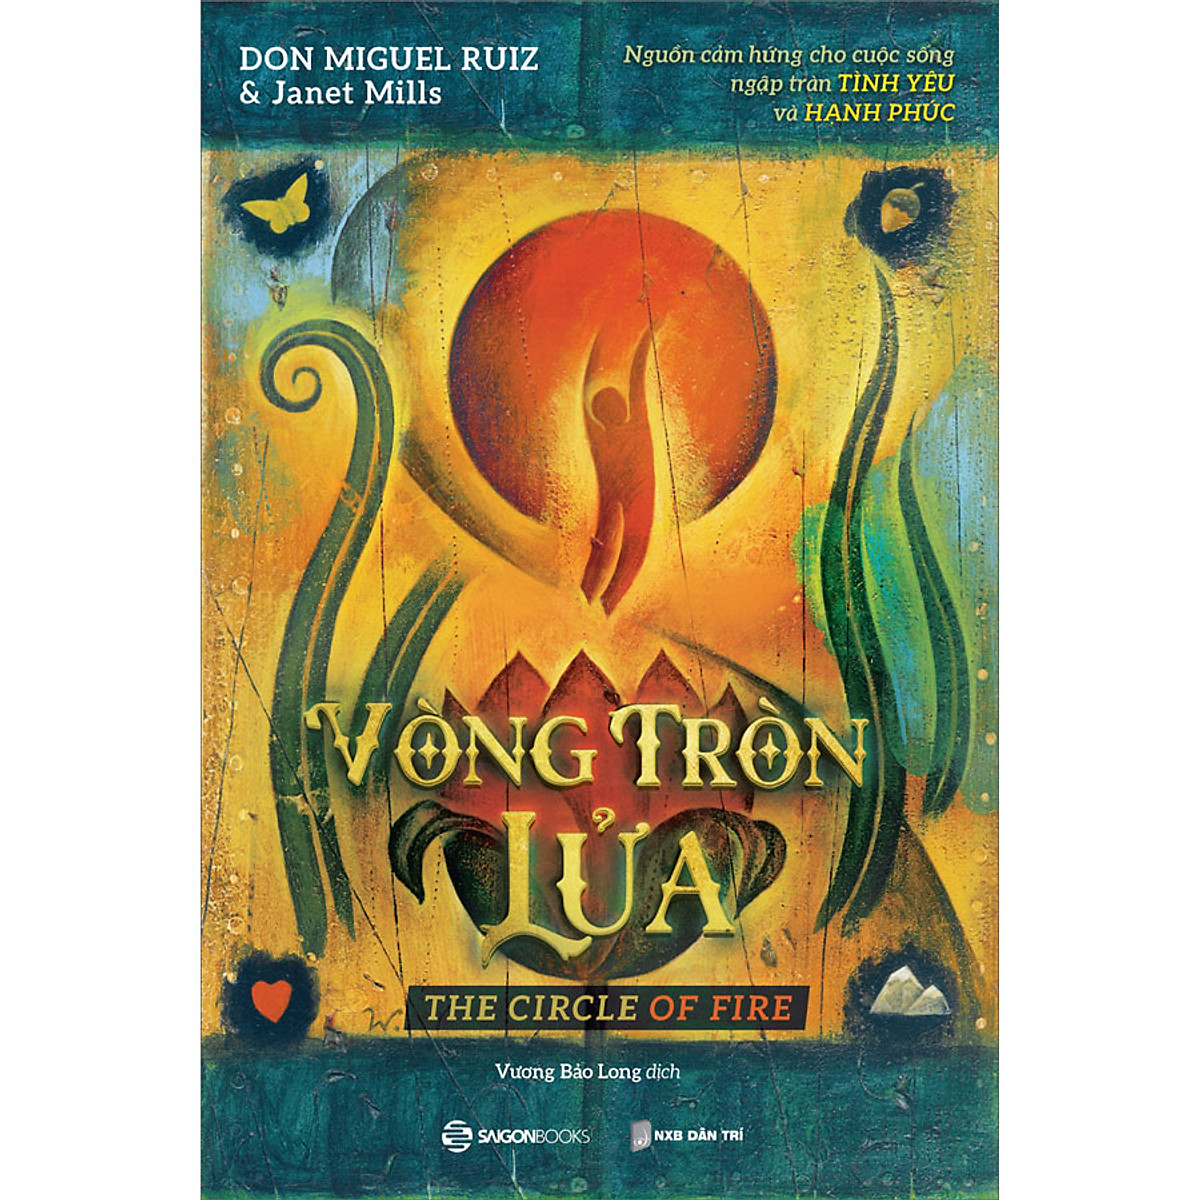 DON MIGUEL RUIZ
& Janet Mills
Nguồn cảm hứng cho cuộc sống
ngập tràn TÌNH YÊU
và HẠNH PHÚC
VÒNG TRÒN
LỬA
THE CIRCLE OF FIRE
W.
Vương Bảo Long dịch
SAIGONBOOKS
NXB DÂN TRÍ